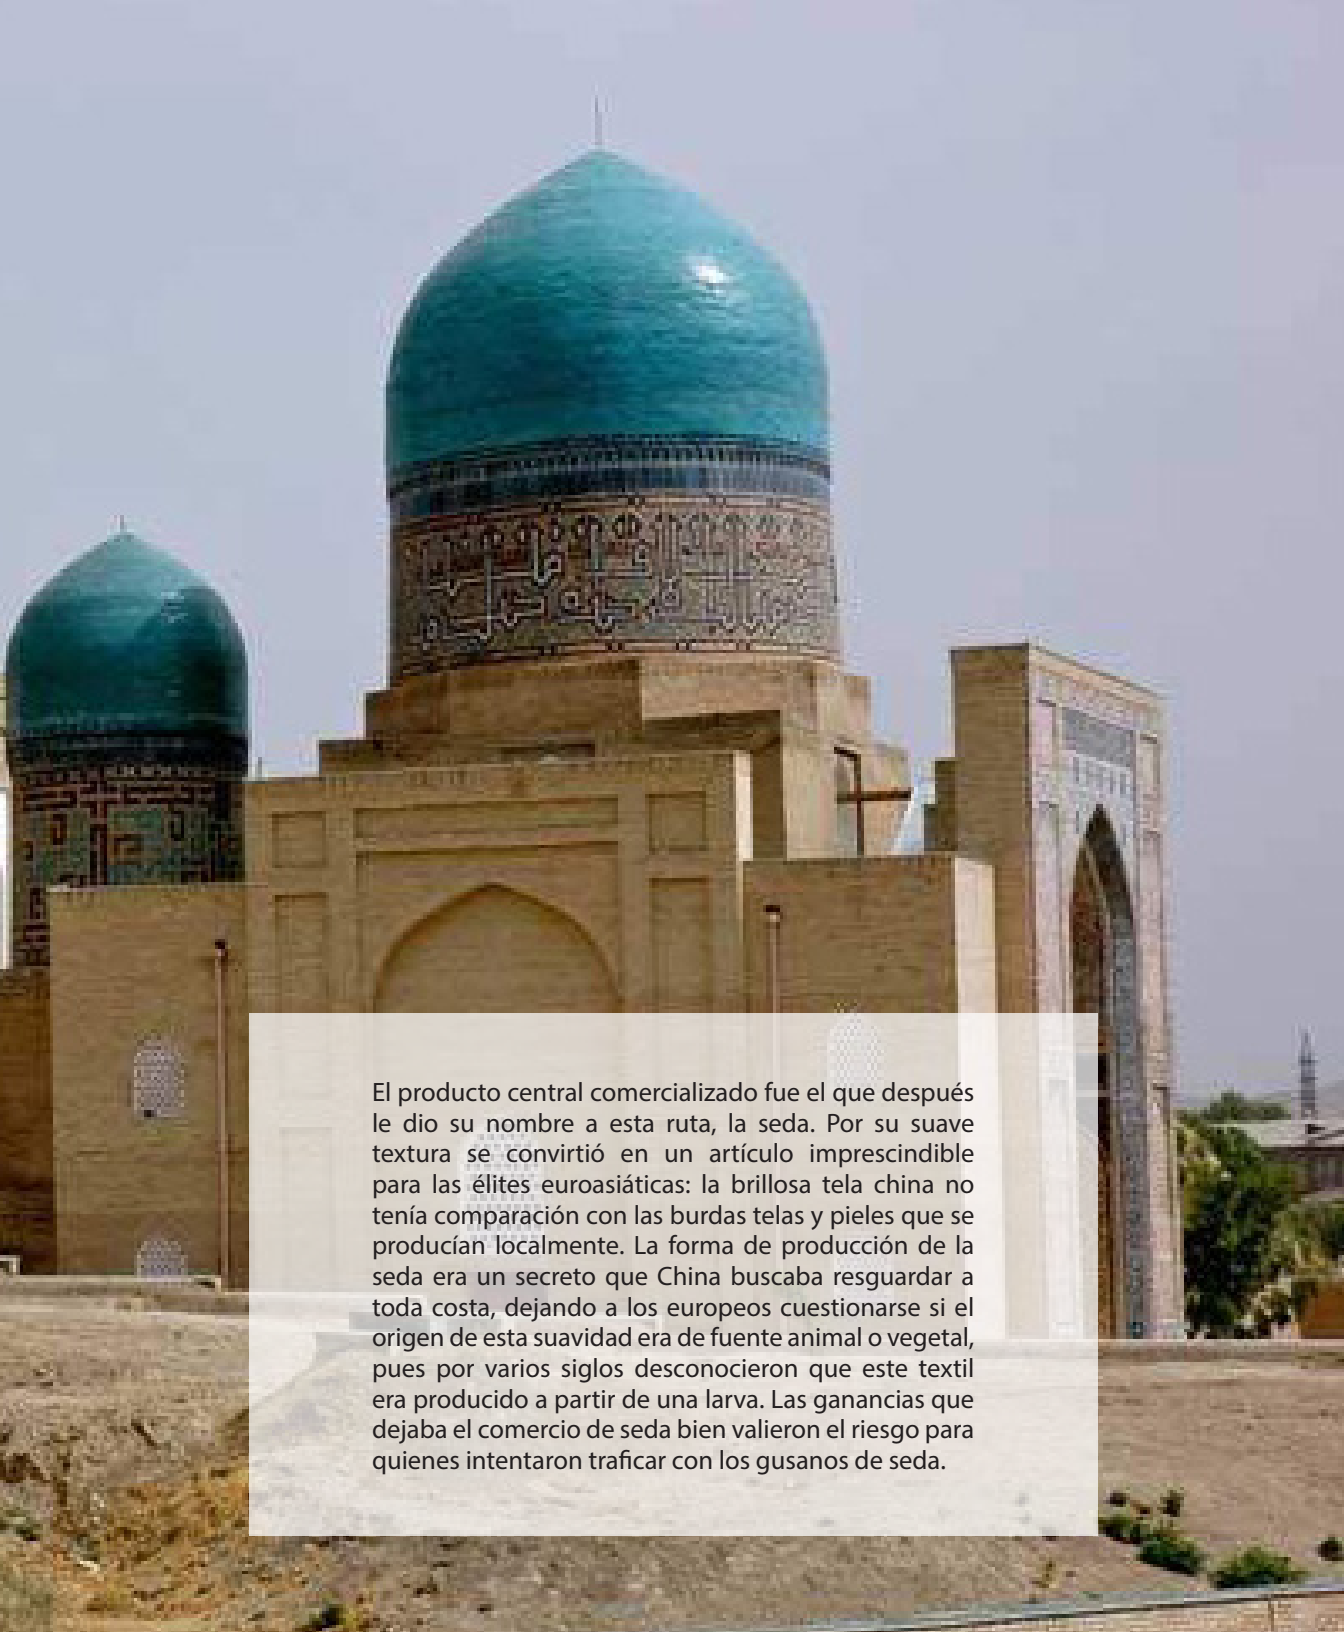 El producto central comercializado fue el que después
le dio su nombre a esta ruta, la seda. Por su suave
textura se convirtió en un artículo imprescindible
para las élites euroasiáticas: la brillosa tela china no
tenía comparación con las burdas telas y pieles que se
producían localmente. La forma de producción de la
seda era un secreto que China buscaba resguardar a
toda costa, dejando a los europeos cuestionarse si el
origen de esta suavidad era de fuente animal o vegetal,
pues por varios siglos desconocieron que este textil
era producido a partir de una larva. Las ganancias que
dejaba el comercio de seda bien valieron el riesgo para
quienes intentaron traficar con los gusanos de seda.